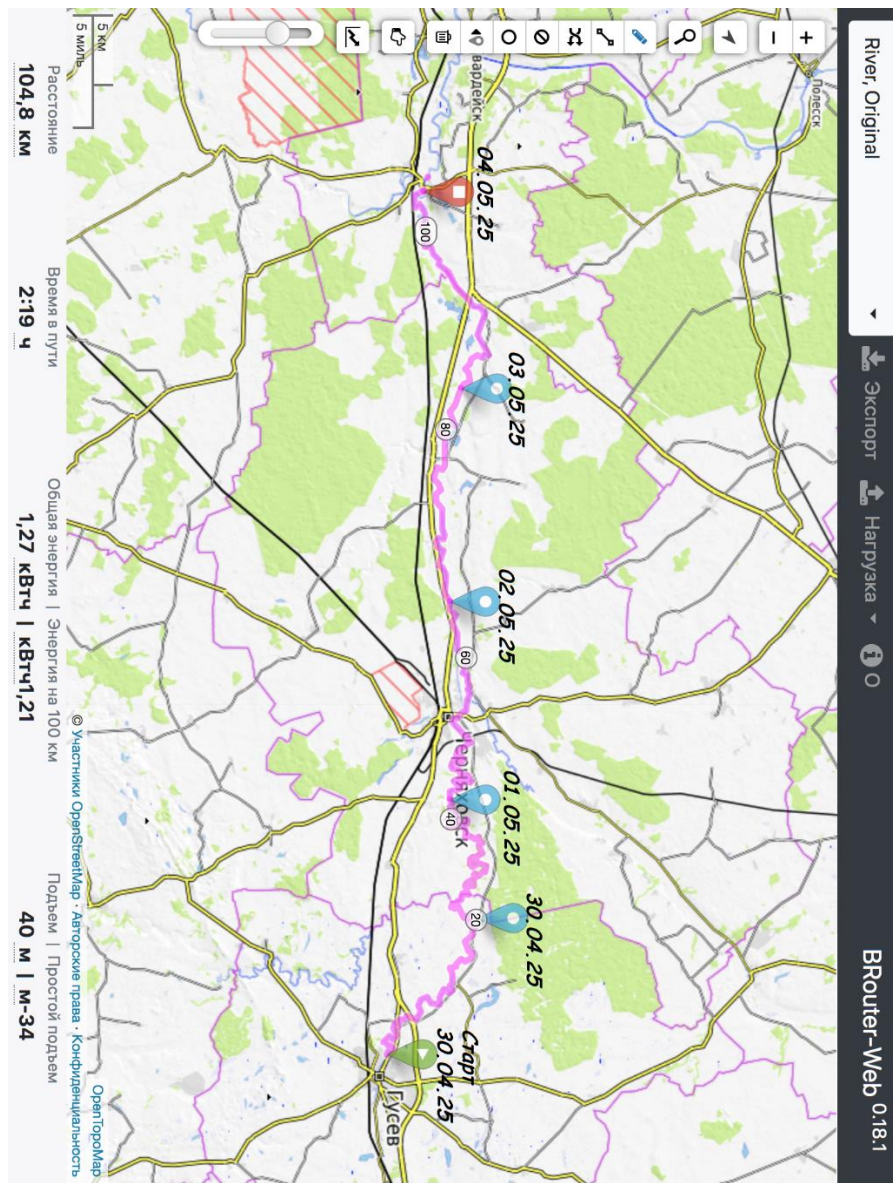 River, Original
Экспорт
Нагрузка
О
BRouter-Web 0.18.1
Полесск
вардейск
04.05.25
100
03.05.25
80
02.05.25
60
Черняховск
01.05.25
40
30.04.25
20
Старт
30.04.25
Гусев
5 км
5 миль
OpenTopoMap
© Участники OpenStreetMap · Авторские права · Конфиденциальность
Расстояние
104,8 км
Время в пути
2:19 ч
Общая энергия | Энергия на 100 км
1,27 кВтч | кВтч1,21
Подъем | Простой подъем
40 м | м-34